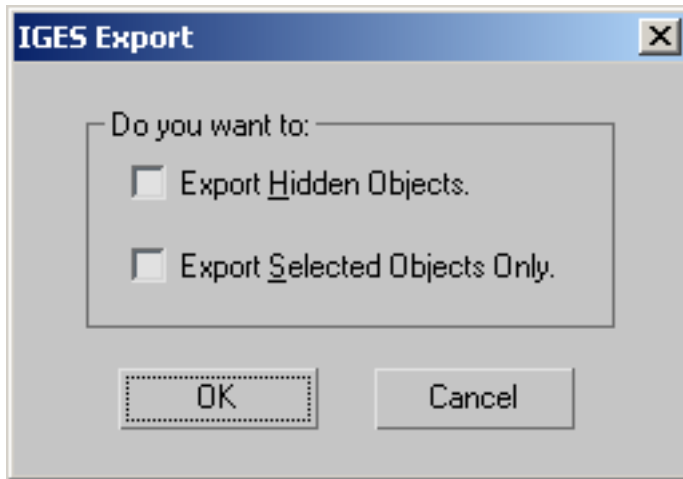 IGES Export
Do you want to:
Export Hidden Objects.
Export Selected Objects Only.
OK
Cancel